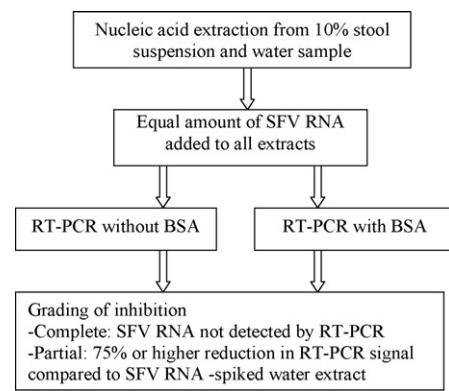 Nucleic acid extraction from 10% stool
suspension and water sample
Equal amount of SFV RNA
added to all extracts
RT-PCR without BSA
RT-PCR with BSA
Grading of inhibition
-Complete: SFV RNA not detected by RT-PCR
-Partial: 75% or higher reduction in RT-PCR signal
compared to SFV RNA -spiked water extract